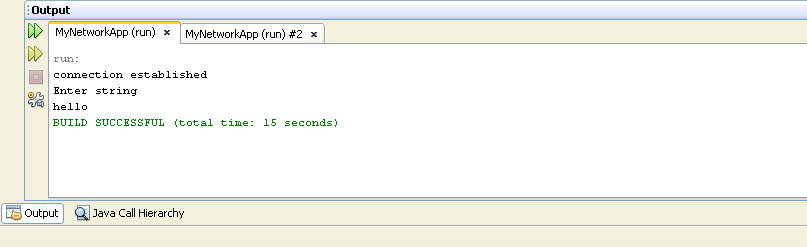 Output
MyNetworkApp (run) × MyNetworkApp (run) #2 ×
run:
connection established
Enter string
hello
BUILD SUCCESSFUL (total time: 15 seconds)
Output Java Call Hierarchy